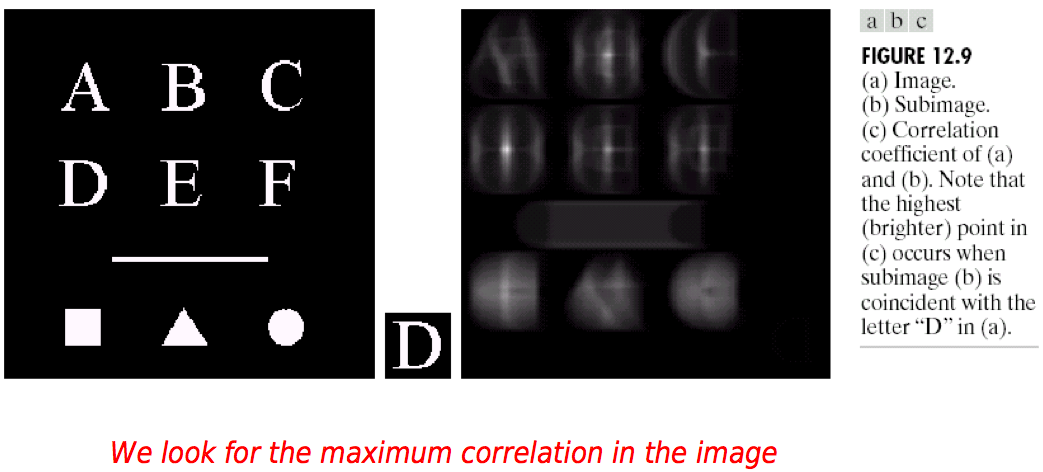 A B C
D E F
D
a b c
FIGURE 12.9
(a) Image.
(b) Subimage.
(c) Correlation
coefficient of (a)
and (b). Note that
the highest
(brighter) point in
(c) occurs when
subimage (b) is
coincident with the
letter “D” in (a).
We look for the maximum correlation in the image